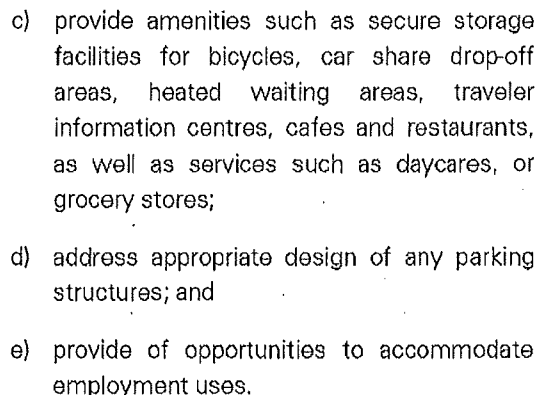 c) provide amenities such as secure storage
facilities for bicycles, car share drop-off
areas, heated waiting areas, traveler
information centres, cafes and restaurants,
as well as services such as daycares, or
grocery stores;
d) address appropriate design of any parking
structures; and
e) provide of opportunities to accommodate
employment uses.